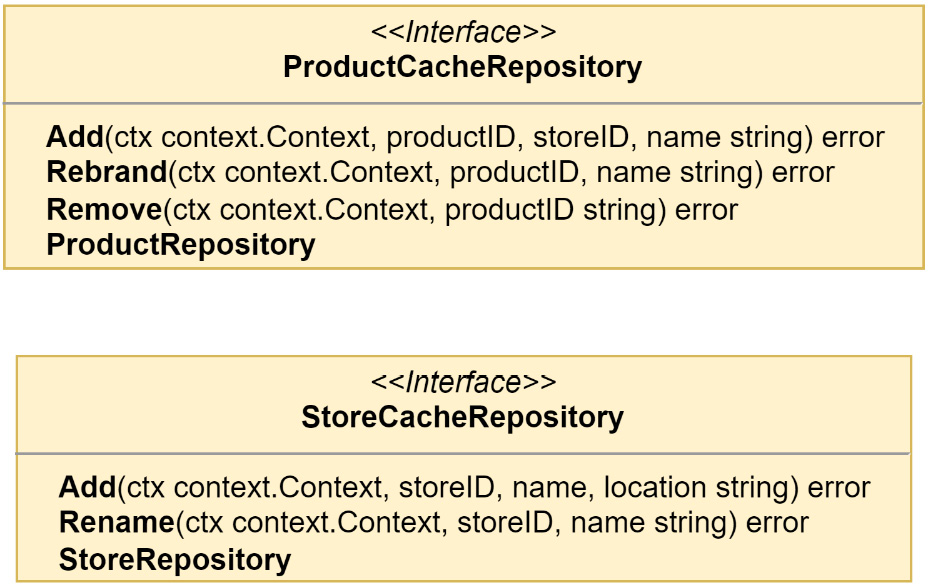 <<Interface>>
ProductCacheRepository
Add(ctx context.Context, productID, storeID, name string) error
Rebrand(ctx context.Context, productID, name string) error
Remove(ctx context.Context, productID string) error
ProductRepository
<<Interface>>
StoreCacheRepository
Add(ctx context.Context, storeID, name, location string) error
Rename(ctx context.Context, storeID, name string) error
StoreRepository